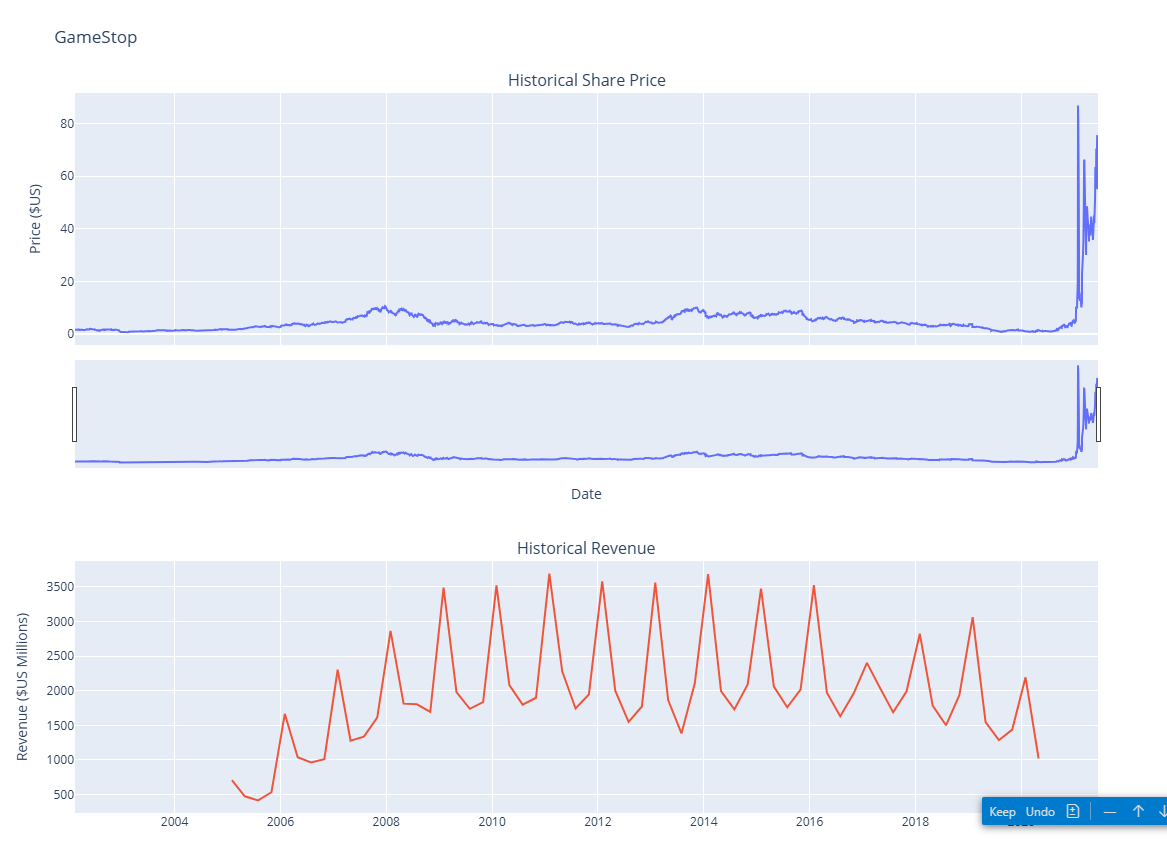 GameStop
Historical Share Price
Price ($US)
80
60
40
20
0
Date
Historical Revenue
Revenue ($US Millions)
3500
3000
2500
2000
1500
1000
500
2004 2006 2008 2010 2012 2014 2016 2018
Keep Undo